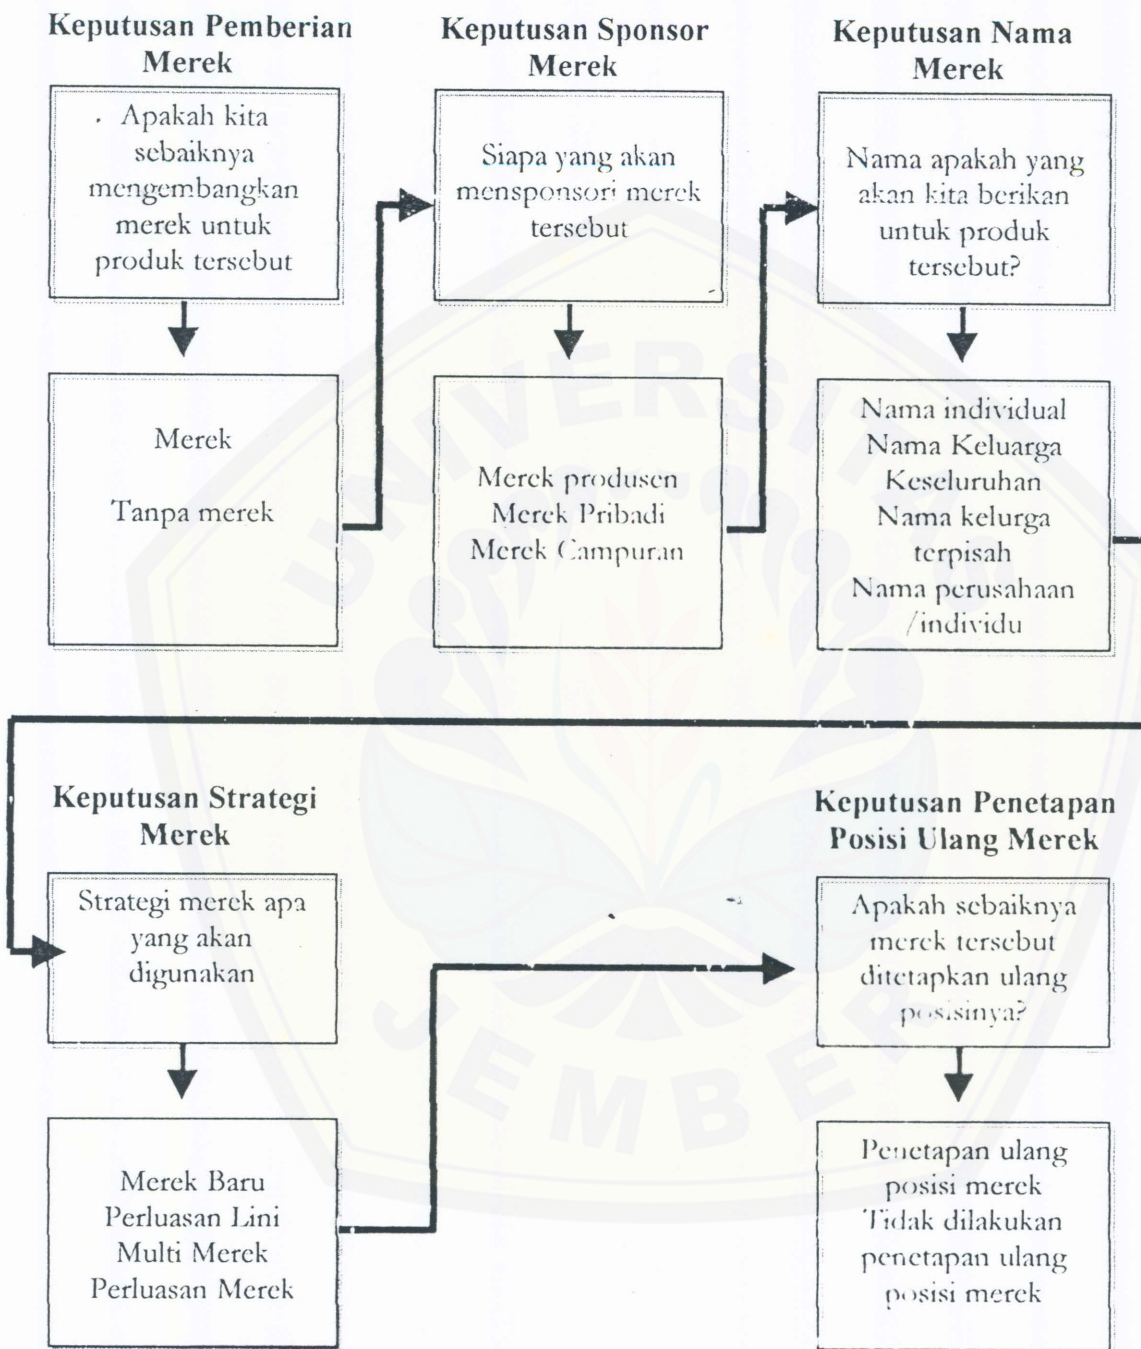 Keputusan Pemberian
Merek
Apakah kita
sebaiknya
mengembangkan
merek untuk
produk tersebut
Merek
Tanpa merek
Keputusan Sponsor
Merek
Siapa yang akan
mensponsori merek
tersebut
Merek produsen
Merek Pribadi
Merek Campuran
Keputusan Nama
Merek
Nama apakah yang
akan kita berikan
untuk produk
tersebut?
Nama individual
Nama Keluarga
Keseluruhan
Nama kelurga
terpisah
Nama perusahaan
/individu
Keputusan Strategi
Merek
Strategi merek apa
yang akan
digunakan
Merek Baru
Perluasan Lini
Multi Merek
Perluasan Merek
Keputusan Penetapan
Posisi Ulang Merek
Apakah sebaiknya
merek tersebut
ditetapkan ulang
posisinya?
Penetapan ulang
posisi merek
Tidak dilakukan
penetapan ulang
posisi merek
UNIVERSITAS
JEMBER